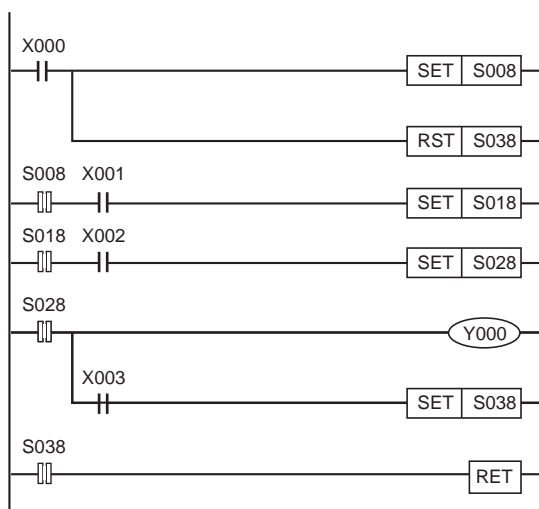 X000
SET S008
RST S038
S008 X001
SET S018
S018 X002
SET S028
S028
Y000
X003
SET S038
S038
RET